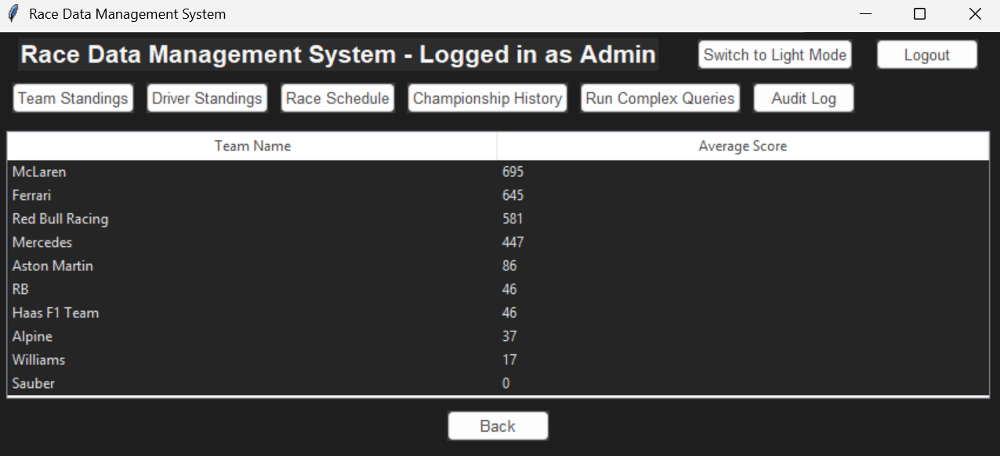 Race Data Management System
Race Data Management System - Logged in as Admin Switch to Light Mode Logout
Team Standings Driver Standings Race Schedule Championship History Run Complex Queries Audit Log
Team Name Average Score
McLaren 695
Ferrari 645
Red Bull Racing 581
Mercedes 447
Aston Martin 86
RB 46
Haas F1 Team 46
Alpine 37
Williams 17
Sauber 0
Back